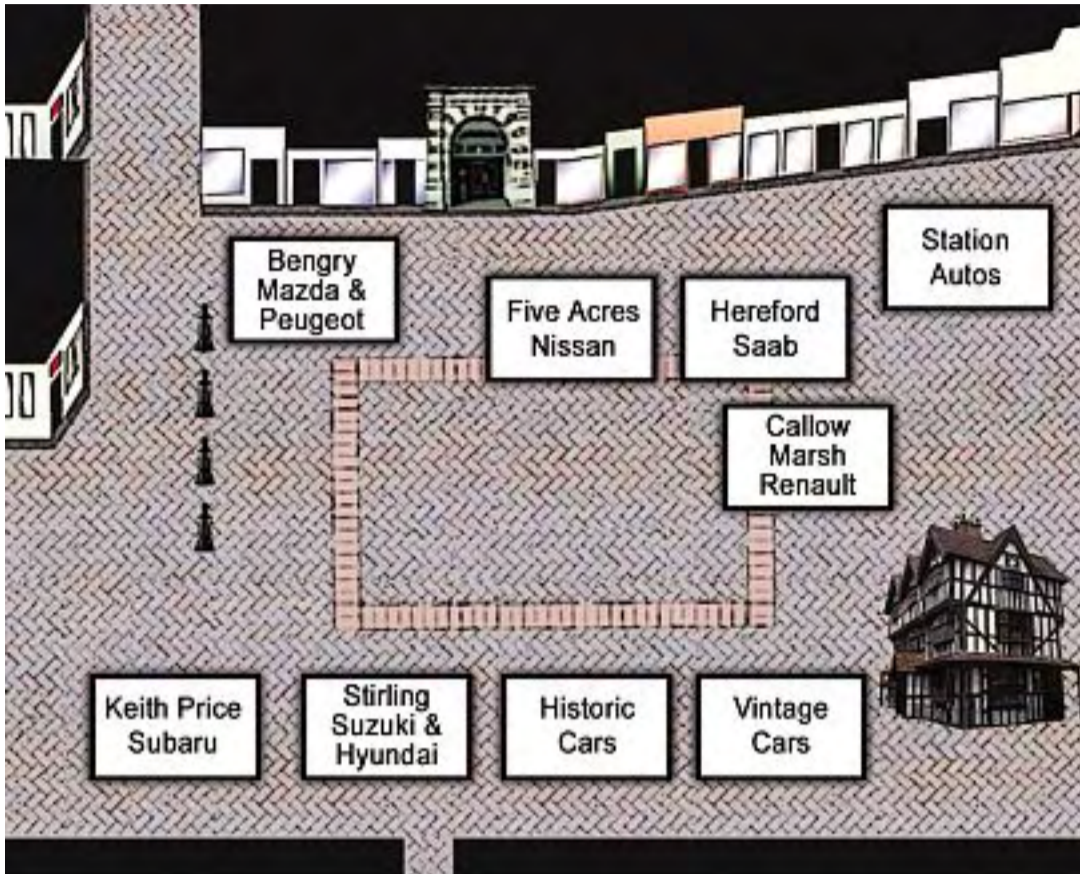 Bengry
Mazda &
Peugeot
Five Acres
Nissan
Hereford
Saab
Station
Autos
Callow
Marsh
Renault
Keith Price
Subaru
Stirling
Suzuki &
Hyundai
Historic
Cars
Vintage
Cars